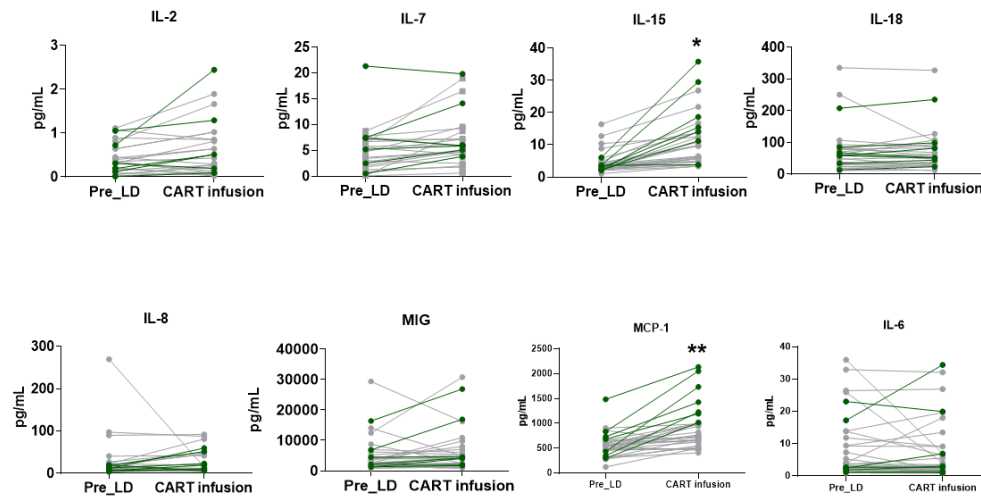 IL-2
3
2
1
0
pg/mL
Pre_LD CART infusion
IL-7
25
20
15
10
5
0
pg/mL
Pre_LD CART infusion
IL-15
*
40
30
20
10
0
pg/mL
Pre_LD CART infusion
IL-18
400
300
200
100
0
pg/mL
Pre_LD CART infusion
IL-8
300
200
100
0
pg/mL
Pre_LD CART infusion
MIG
40000
30000
20000
10000
0
pg/mL
Pre_LD CART infusion
MCP-1
**
2500
2000
1500
1000
500
0
pg/mL
Pre_LD CART infusion
IL-6
40
30
20
10
0
pg/mL
Pre_LD CART infusion